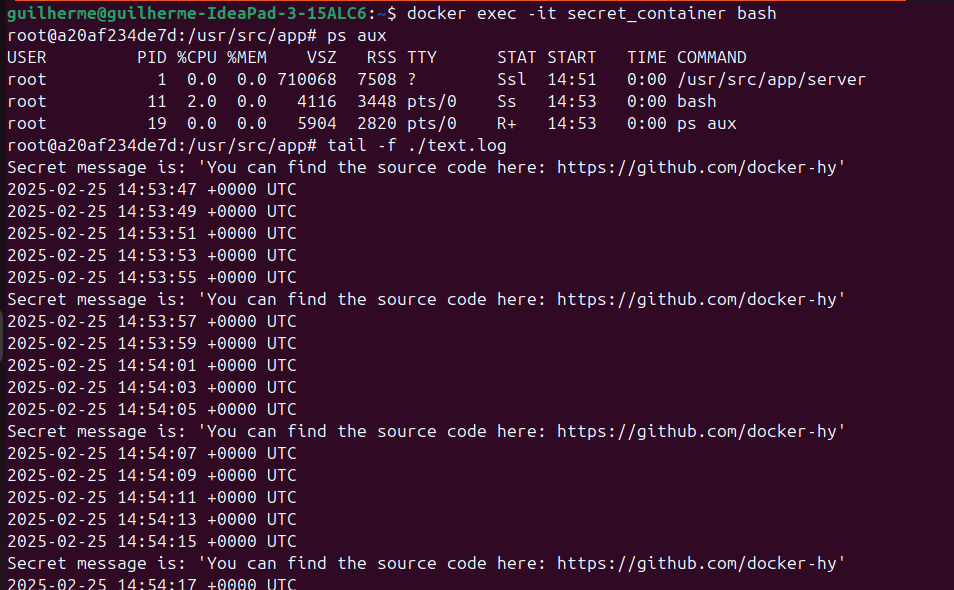 guilherme@guilherme-IdeaPad-3-15ALC6:~$ docker exec -it secret_container bash
root@a20af234de7d:/usr/src/app# ps aux
USER         PID %CPU %MEM    VSZ   RSS TTY      STAT START   TIME COMMAND
root           1  0.0  0.0 710068  7508 ?        Ssl  14:51   0:00 /usr/src/app/server
root          11  2.0  0.0   4116  3448 pts/0    Ss   14:53   0:00 bash
root          19  0.0  0.0   5904  2820 pts/0    R+   14:53   0:00 ps aux
root@a20af234de7d:/usr/src/app# tail -f ./text.log
Secret message is: 'You can find the source code here: https://github.com/docker-hy'
2025-02-25 14:53:47 +0000 UTC
2025-02-25 14:53:49 +0000 UTC
2025-02-25 14:53:51 +0000 UTC
2025-02-25 14:53:53 +0000 UTC
2025-02-25 14:53:55 +0000 UTC
Secret message is: 'You can find the source code here: https://github.com/docker-hy'
2025-02-25 14:53:57 +0000 UTC
2025-02-25 14:53:59 +0000 UTC
2025-02-25 14:54:01 +0000 UTC
2025-02-25 14:54:03 +0000 UTC
2025-02-25 14:54:05 +0000 UTC
Secret message is: 'You can find the source code here: https://github.com/docker-hy'
2025-02-25 14:54:07 +0000 UTC
2025-02-25 14:54:09 +0000 UTC
2025-02-25 14:54:11 +0000 UTC
2025-02-25 14:54:13 +0000 UTC
2025-02-25 14:54:15 +0000 UTC
Secret message is: 'You can find the source code here: https://github.com/docker-hy'
2025-02-25 14:54:17 +0000 UTC